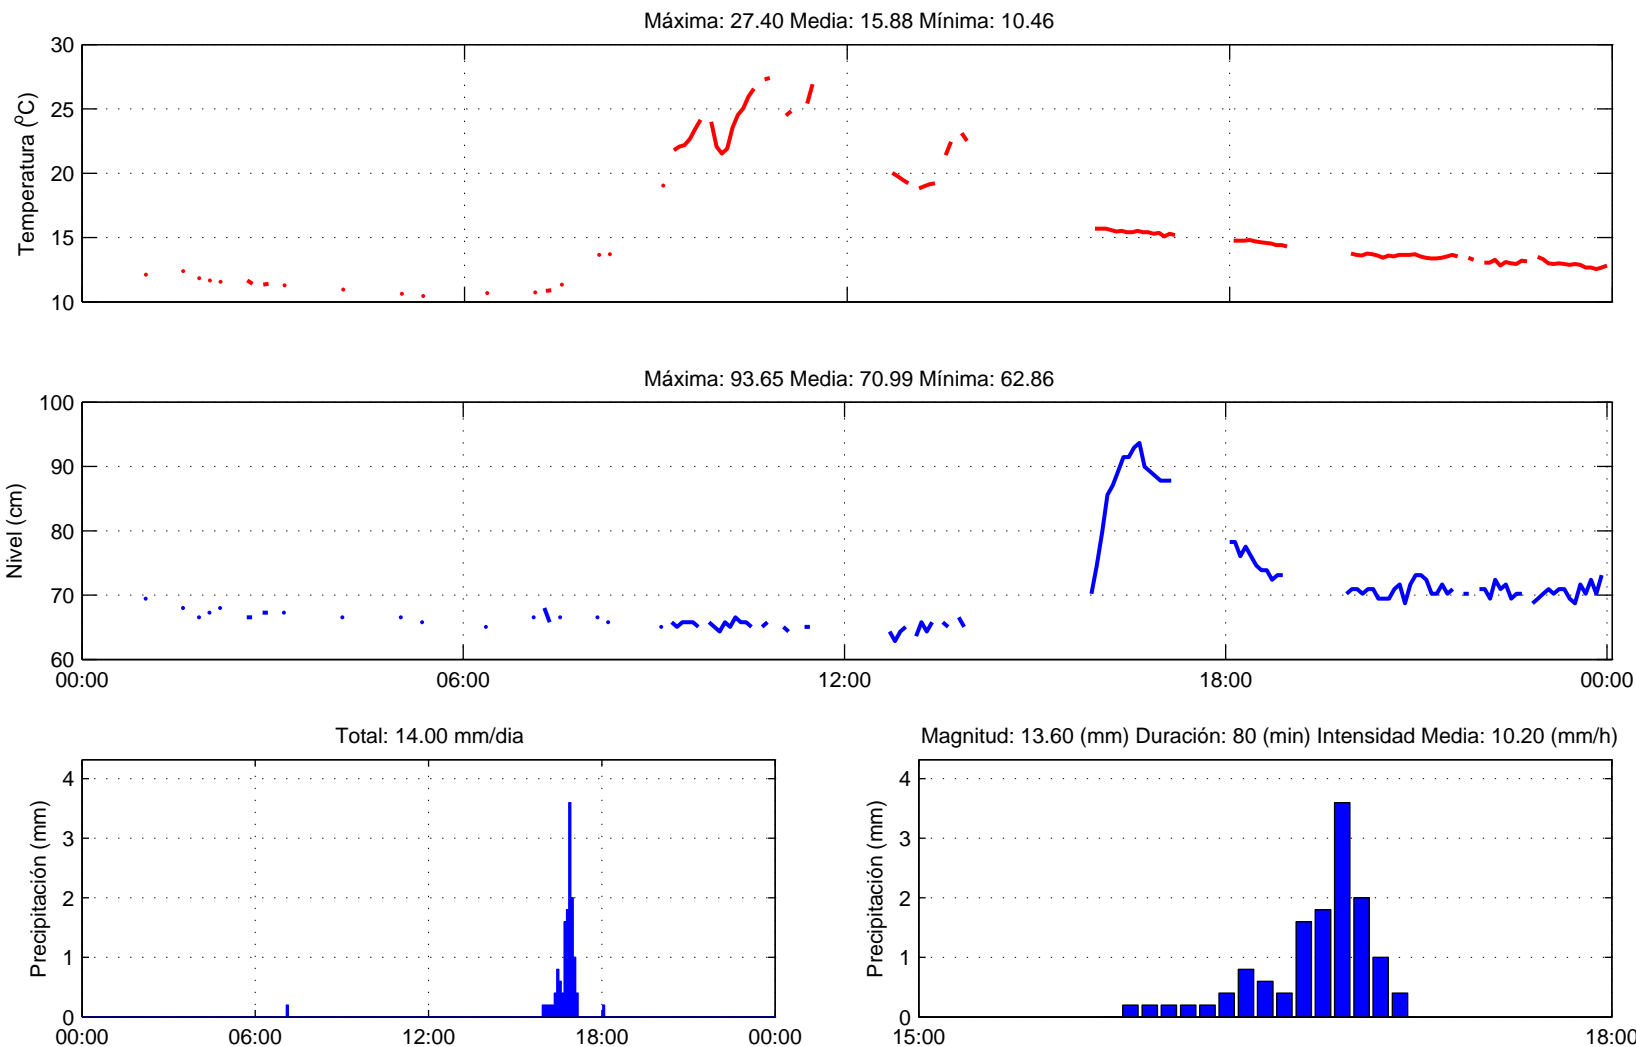 Máxima: 27.40 Media: 15.88 Mínima: 10.46
Temperatura (ºC)
30
25
20
15
10
Máxima: 93.65 Media: 70.99 Mínima: 62.86
Nivel (cm)
100
90
80
70
60
00:00 06:00 12:00 18:00 00:00
Total: 14.00 mm/dia
Precipitación (mm)
4
3
2
1
0
00:00 06:00 12:00 18:00 00:00
Magnitud: 13.60 (mm) Duración: 80 (min) Intensidad Media: 10.20 (mm/h)
Precipitación (mm)
4
3
2
1
0
15:00 18:00